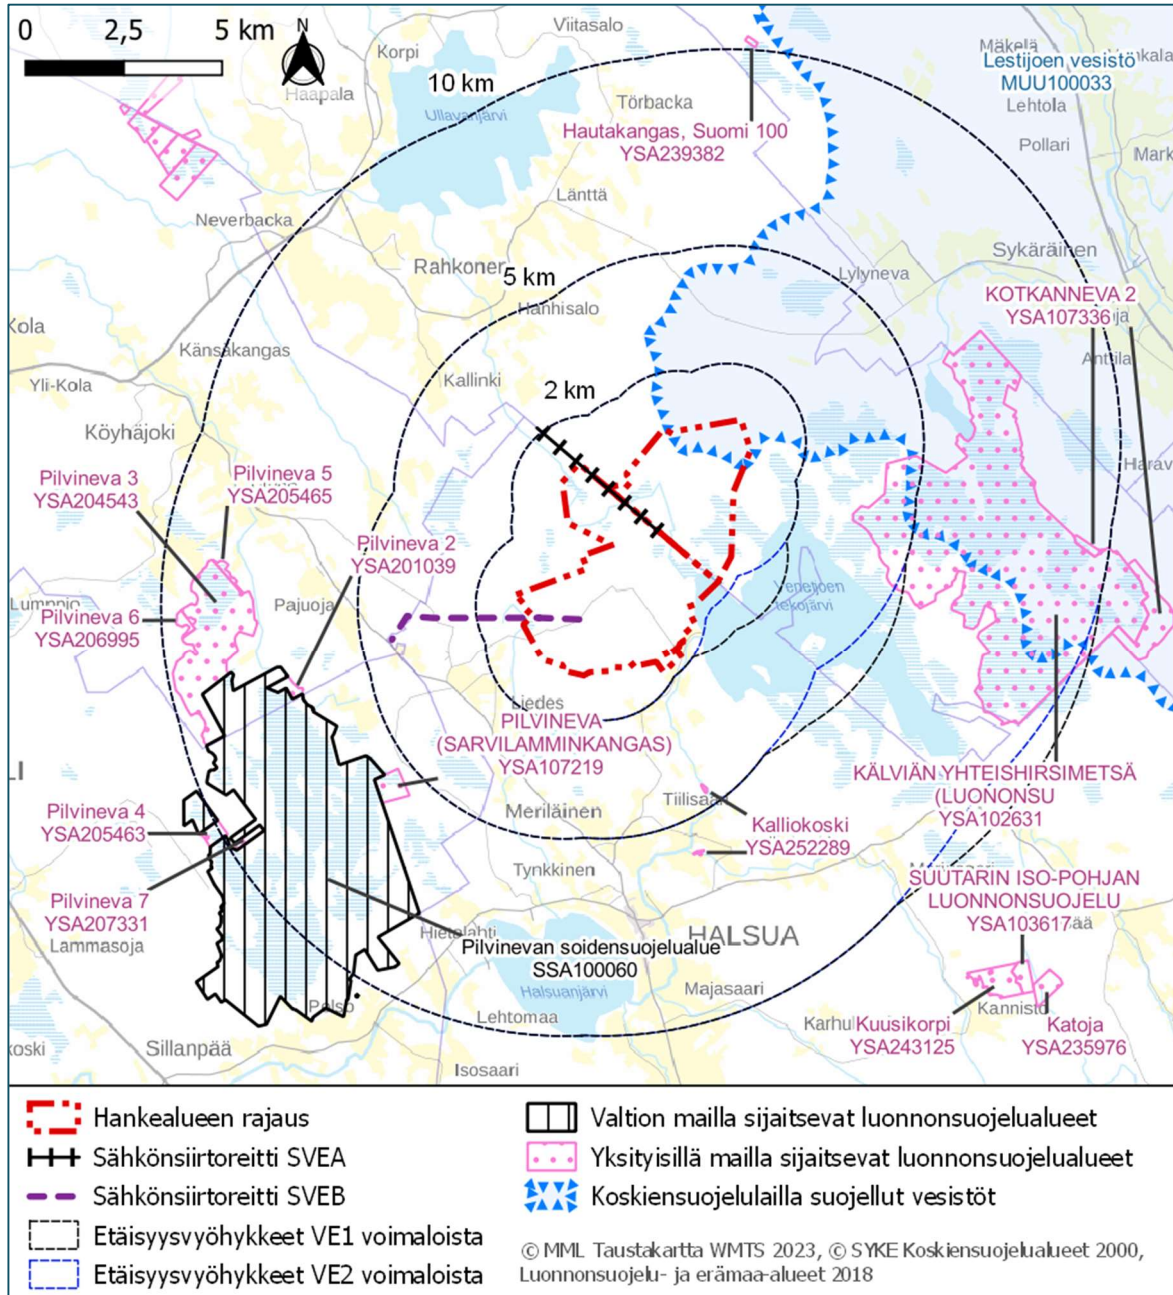 0 2,5 5 km
N
Viitasalo
Korpi
10 km
Haapala
Ullavanjärvi
Törbacka
Hautakangas, Suomi 100
YSA239382
Mäkelä
Lestijoen vesistö
MUU100033
Lehtola
Pollari
Neverbacka
Länttä
Rahkoner
5 km
Hanhisalo
Sykäräinen
Lylyneva
KOTKANNEVA 2
YSA107336
Anttila
Känsäkangas
Kallinki
Yli-Kola
2 km
Köyhäjoki
Pilvineva 3
YSA204543
Pilvineva 5
YSA205465
Pilvineva 2
YSA201039
Pajuoja
Pilvineva 6
YSA206995
Venetjoen
tekojärvi
Liedes
PILVINEVA
(SARVILAMMINKANGAS)
YSA107219
KÄLVIÄN YHTEISHIRSIMETSÄ
(LUONONSU
YSA102631
Tiilisaari
Meriläinen
Kalliokoski
YSA252289
Pilvineva 4
YSA205463
Tynkkinen
SUUTARIN ISO-POHJAN
LUONNONSUOJELU
YSA103617
Pilvineva 7
YSA207331
Lammasoja
Hietalahti
HALSUA
Pilvinevan soidensuojelualue
SSA100060
Halsuanjärvi
Majasaari
Kannisto
Lehtomaa
Kuusikorpi
YSA243125
Katoja
YSA235976
Sillanpää
Isosaari
Hankealueen rajaus
Sähkönsiirtoreitti SVEA
Sähkönsiirtoreitti SVEB
Etäisyysvyöhykkeet VE1 voimaloista
Etäisyysvyöhykkeet VE2 voimaloista
Valtion mailla sijaitsevat luonnonsuojelualueet
Yksityisillä mailla sijaitsevat luonnonsuojelualueet
Koskiensuojelulailla suojellut vesistöt
© MML Taustakartta WMTS 2023, © SYKE Koskiensuojelualueet 2000,
Luonnonsuojelu- ja erämaa-alueet 2018